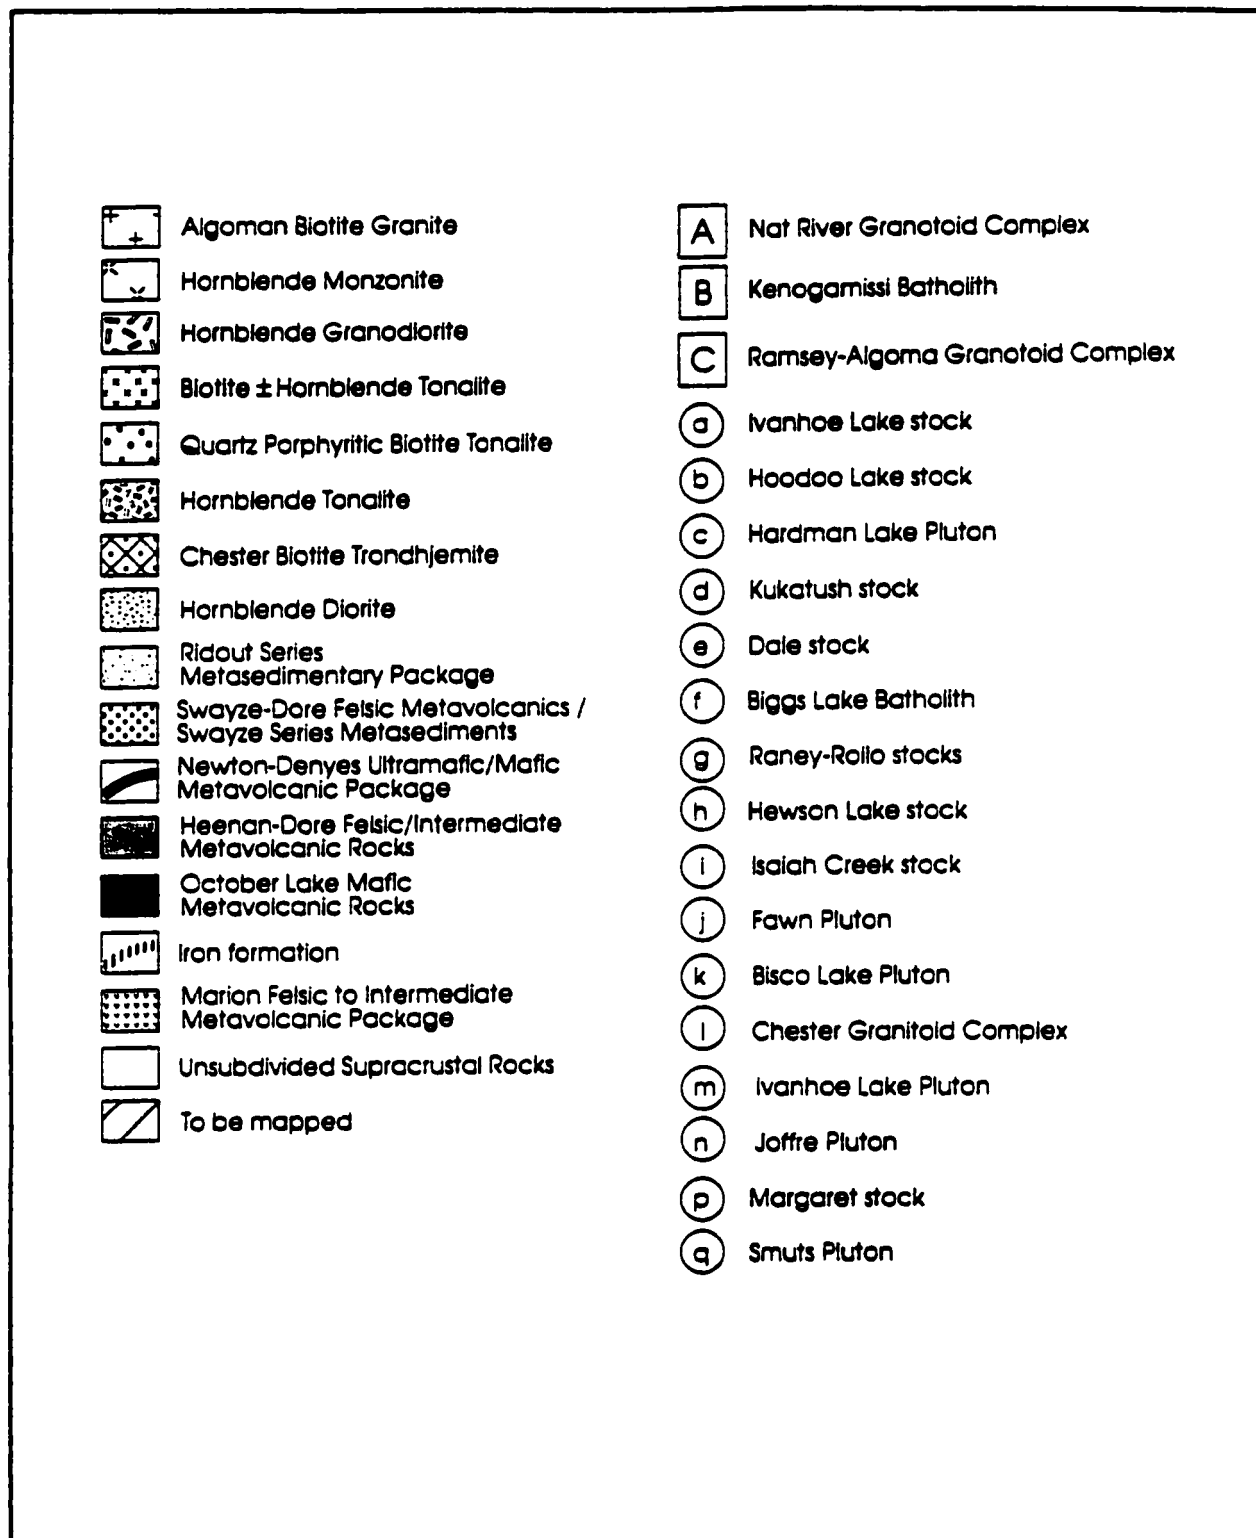 Algoman Biotite Granite
Hornblende Monzonite
Hornblende Granodiorite
Biotite ± Hornblende Tonalite
Quartz Porphyritic Biotite Tonalite
Hornblende Tonalite
Chester Biotite Trondhjemite
Hornblende Diorite
Ridout Series
Metasedimentary Package
Swayze-Dore Felsic Metavolcanics /
Swayze Series Metasediments
Newton-Denyes Ultramafic/Mafic
Metavolcanic Package
Heenan-Dore Felsic/Intermediate
Metavolcanic Rocks
October Lake Mafic
Metavolcanic Rocks
Iron formation
Marion Felsic to Intermediate
Metavolcanic Package
Unsubdivided Supracrustal Rocks
To be mapped
A Nat River Granotoid Complex
B Kenogamissi Batholith
C Ramsey-Algoma Granotoid Complex
a Ivanhoe Lake stock
b Hoodoo Lake stock
c Hardman Lake Pluton
d Kukatush stock
e Dale stock
f Biggs Lake Batholith
g Raney-Rollo stocks
h Hewson Lake stock
i Isaiah Creek stock
j Fawn Pluton
k Bisco Lake Pluton
l Chester Granitoid Complex
m Ivanhoe Lake Pluton
n Joffre Pluton
p Margaret stock
q Smuts Pluton